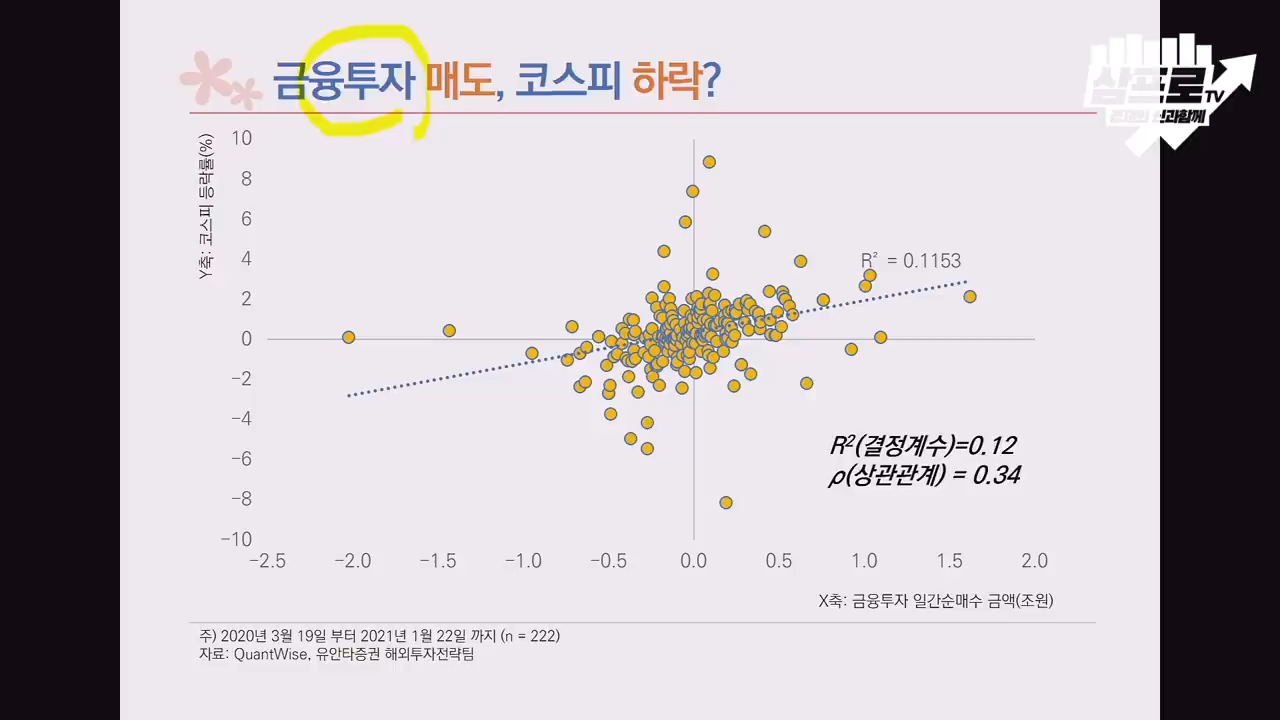 금융투자 매도, 코스피 하락?
삼프로TV
Y축: 코스피 등락률(%)
10
8
6
4
2
0
-2
-4
-6
-8
-10
R² = 0.1153
R²(결정계수)=0.12
ρ(상관관계) = 0.34
-2.5 -2.0 -1.5 -1.0 -0.5 0.0 0.5 1.0 1.5 2.0
X축: 금융투자 일간순매수 금액(조원)
주) 2020년 3월 19일 부터 2021년 1월 22일 까지 (n = 222)
자료: QuantWise, 유안타증권 해외투자전략팀